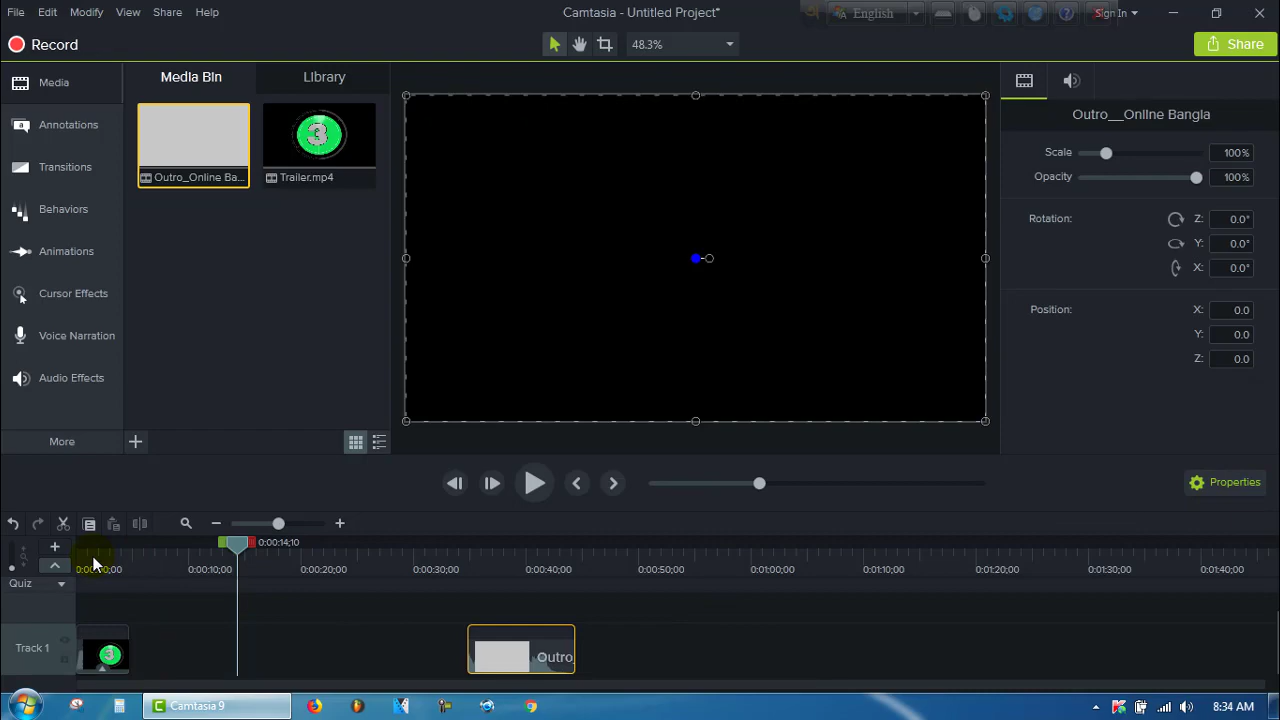 File Edit Modify View Share Help
Camtasia - Untitled Project*
English
Sign In
Record
48.3%
Share
Media
Annotations
Transitions
Behaviors
Animations
Cursor Effects
Voice Narration
Audio Effects
More
Media Bin
Library
Outro_Online Ba...
3
Trailer.mp4
Outro__Online Bangla
Scale 100%
Opacity 100%
Rotation: Z: 0.0°
Y: 0.0°
X: 0.0°
Position: X: 0.0
Y: 0.0
Z: 0.0
Properties
0:00:14;10
0:00:10;00 0:00:20;00 0:00:30;00 0:00:40;00 0:00:50;00 0:01:00;00 0:01:10;00 0:01:20;00 0:01:30;00 0:01:40;00
Quiz
Track 1
3
Outro
Camtasia 9
8:34 AM